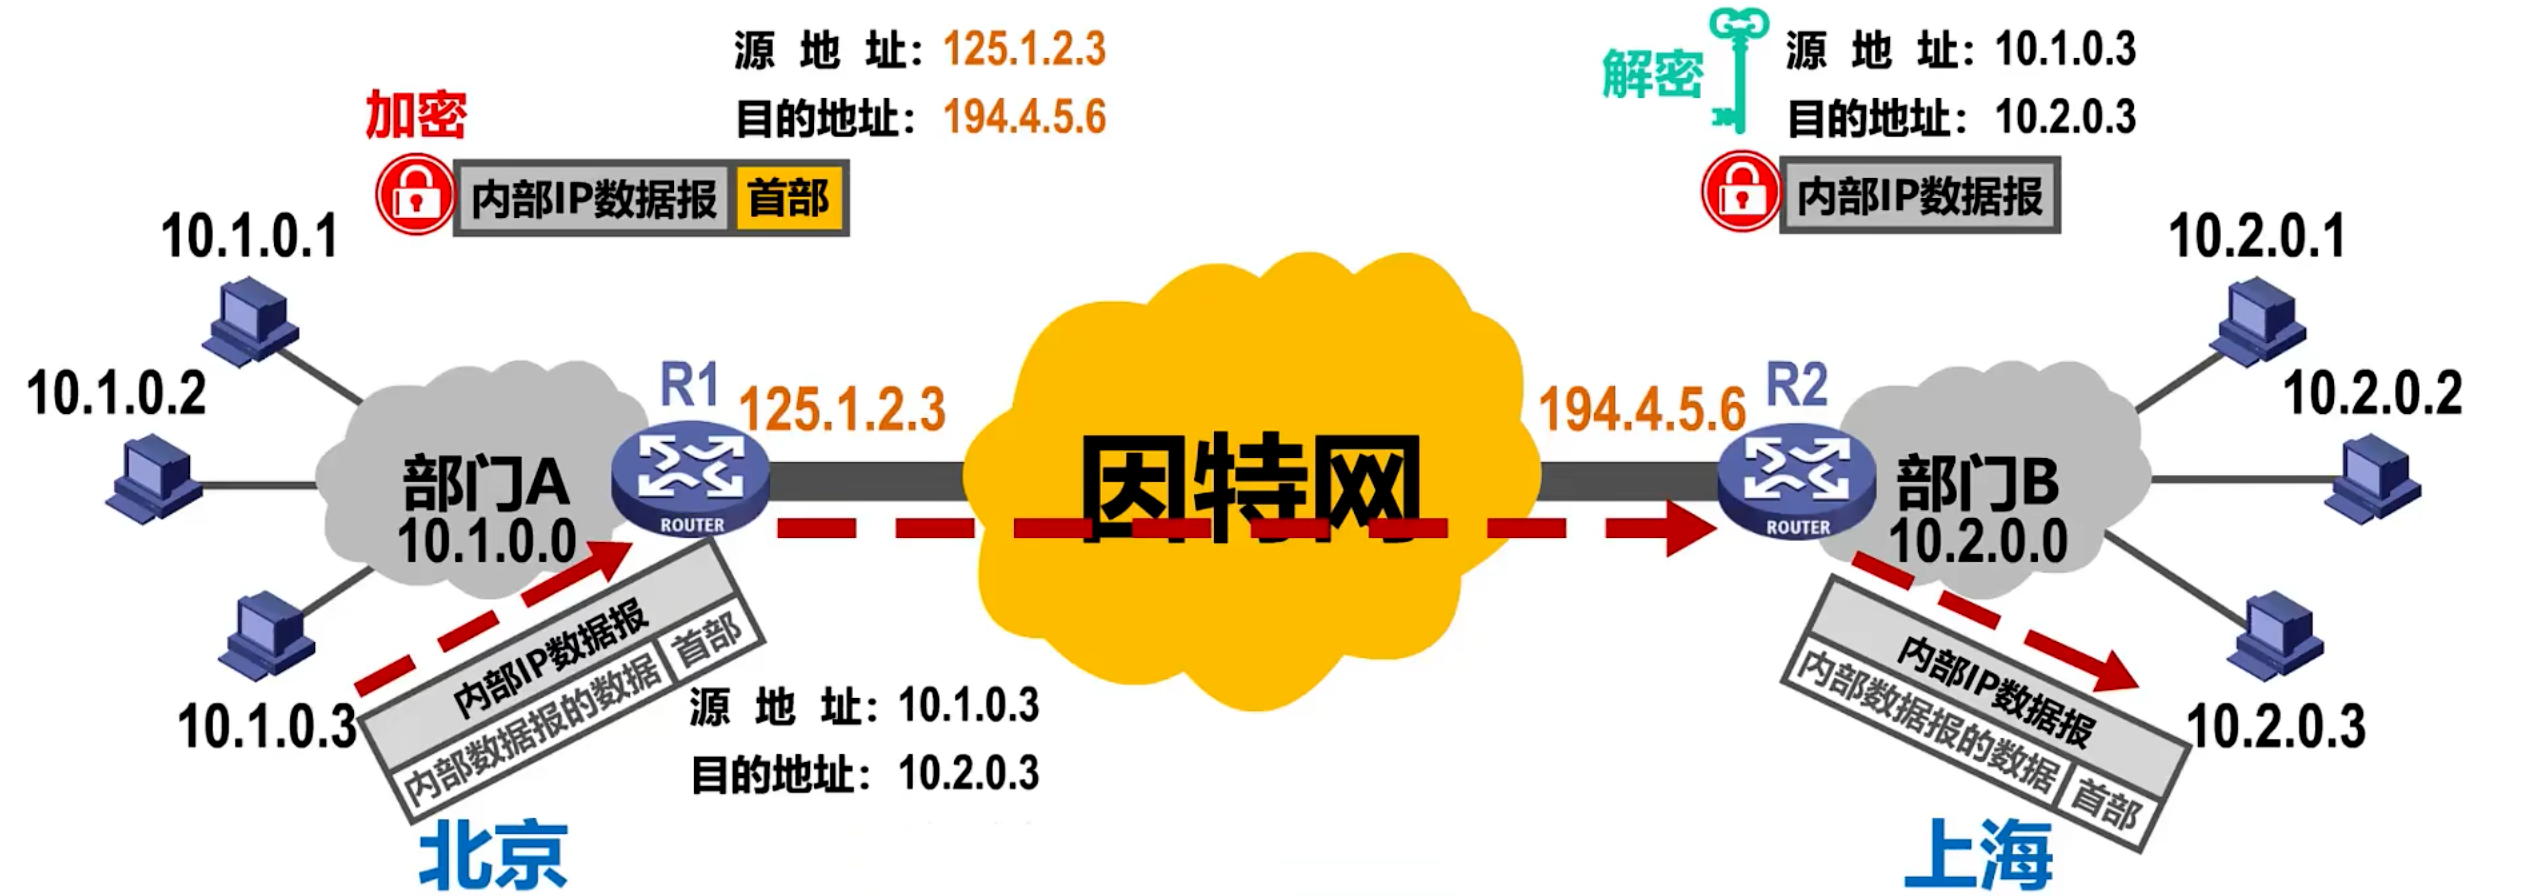 源 地 址： 125.1.2.3
目的地址： 194.4.5.6
加密
内部IP数据报 首部
解密
源 地 址： 10.1.0.3
目的地址： 10.2.0.3
内部IP数据报
10.1.0.1
10.1.0.2
10.1.0.3
部门A
10.1.0.0
R1
ROUTER
125.1.2.3
因特网
194.4.5.6
R2
ROUTER
部门B
10.2.0.0
10.2.0.1
10.2.0.2
10.2.0.3
内部IP数据报
内部数据报的数据 首部
源 地 址： 10.1.0.3
目的地址： 10.2.0.3
内部IP数据报
内部数据报的数据 首部
北京
上海